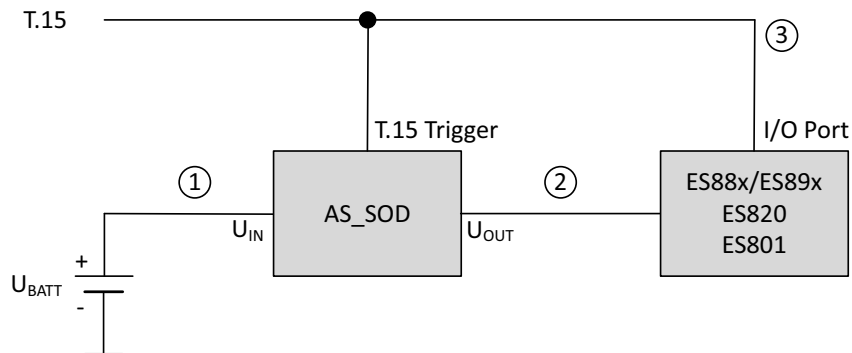 T.15
③
T.15 Trigger
I/O Port
①
②
ES88x/ES89x
ES820
ES801
AS_SOD
U_IN
U_OUT
+
U_BATT
-